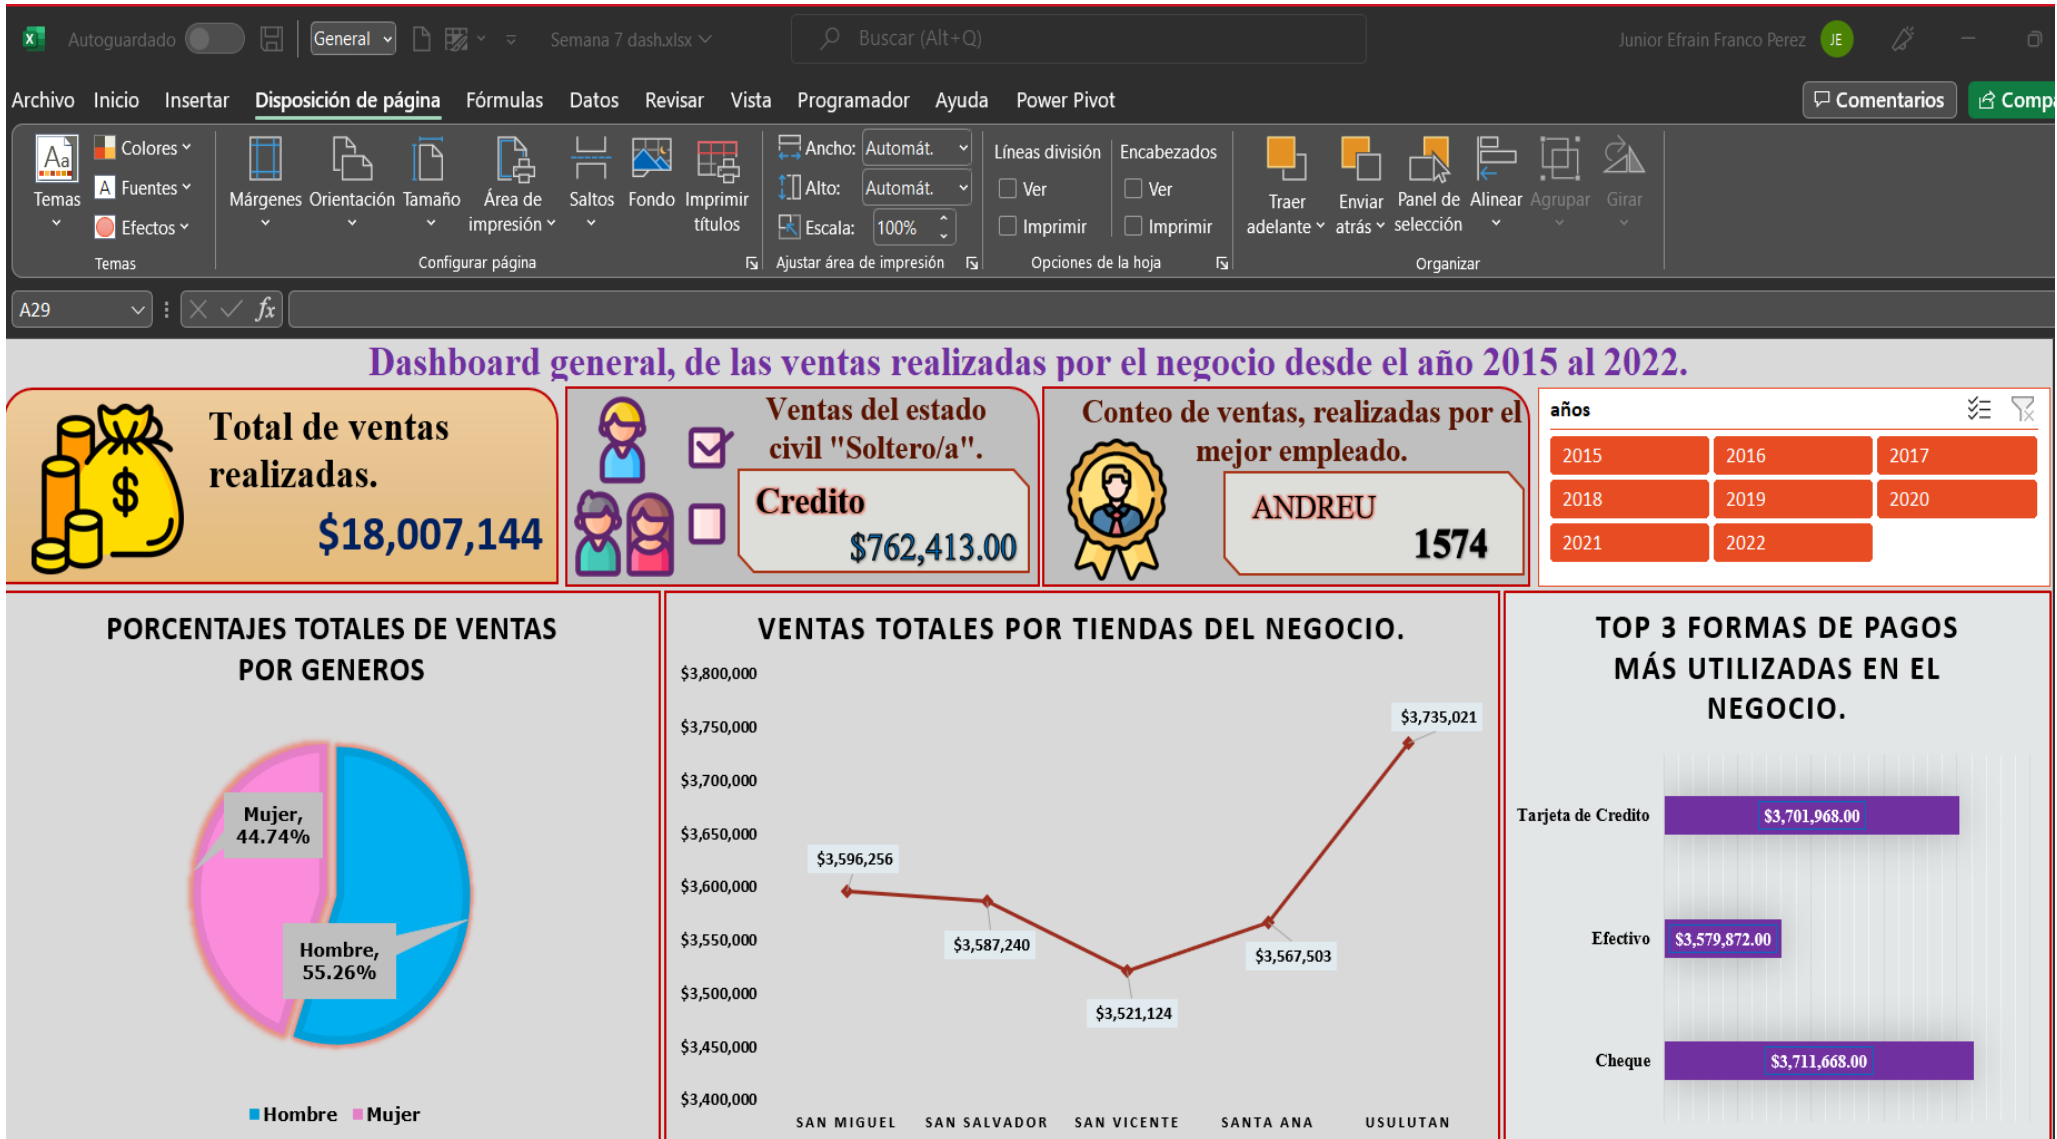 Autoguardado
General
Semana 7 dash.xlsx
Buscar (Alt+Q)
Junior Efrain Franco Perez
JE
Archivo Inicio Insertar Disposición de página Fórmulas Datos Revisar Vista Programador Ayuda Power Pivot
Comentarios
Compa
Aa
Temas
Colores
A Fuentes
Efectos
Temas
Márgenes
Orientación
Tamaño
Área de
impresión
Saltos
Fondo
Imprimir
títulos
Configurar página
Ancho: Automát.
Alto: Automát.
Escala: 100%
Ajustar área de impresión
Líneas división
Ver
Imprimir
Encabezados
Ver
Imprimir
Opciones de la hoja
Traer
adelante
Enviar
atrás
Panel de
selección
Alinear
Agrupar
Girar
Organizar
A29
fx
Dashboard general, de las ventas realizadas por el negocio desde el año 2015 al 2022.
$
Total de ventas
realizadas.
$18,007,144
Ventas del estado
civil "Soltero/a".
Credito
$762,413.00
Conteo de ventas, realizadas por el
mejor empleado.
ANDREU
1574
años
2015 2016 2017
2018 2019 2020
2021 2022
PORCENTAJES TOTALES DE VENTAS
POR GENEROS
Mujer,
44.74%
Hombre,
55.26%
Hombre Mujer
VENTAS TOTALES POR TIENDAS DEL NEGOCIO.
$3,800,000
$3,750,000
$3,700,000
$3,650,000
$3,600,000
$3,550,000
$3,500,000
$3,450,000
$3,400,000
$3,596,256
$3,587,240
$3,521,124
$3,567,503
$3,735,021
SAN MIGUEL SAN SALVADOR SAN VICENTE SANTA ANA USULUTAN
TOP 3 FORMAS DE PAGOS
MÁS UTILIZADAS EN EL
NEGOCIO.
Tarjeta de Credito $3,701,968.00
Efectivo $3,579,872.00
Cheque $3,711,668.00